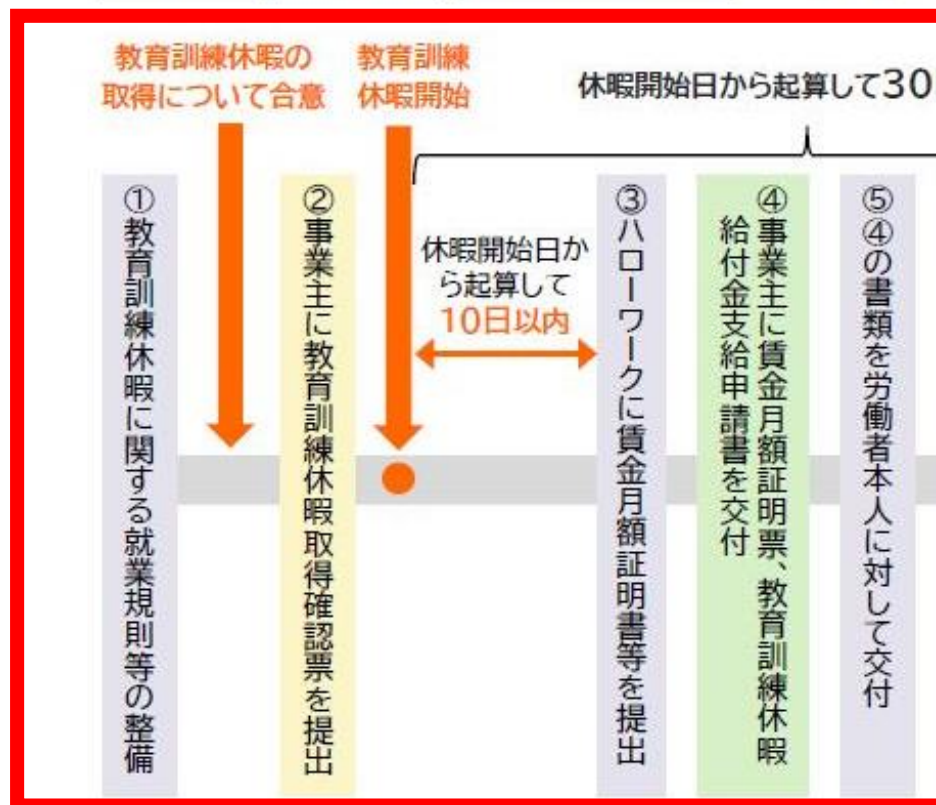 教育訓練休暇の
取得について合意
教育訓練
休暇開始
休暇開始日から起算して30
①教育訓練休暇に関する就業規則等の整備
②事業主に教育訓練休暇取得確認票を提出
休暇開始日か
ら起算して
10日以内
③ハローワークに賃金月額証明書等を提出
④事業主に賃金月額証明票、教育訓練休暇
給付金支給申請書を交付
⑤④の書類を労働者本人に対して交付